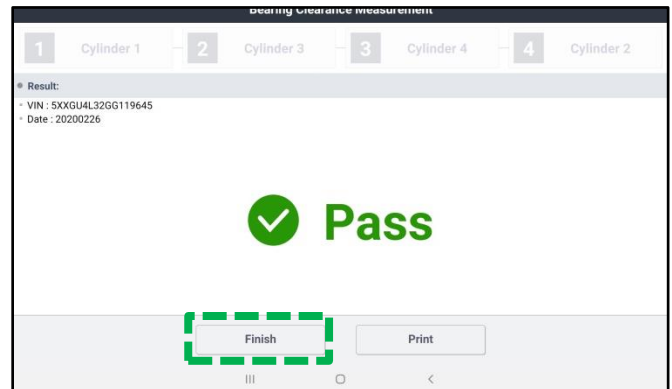 Bearing Clearance Measurement
1 Cylinder 1 2 Cylinder 3 3 Cylinder 4 4 Cylinder 2
Result:
VIN : 5XXGU4L32GG119645
Date : 20200226
Pass
Finish Print